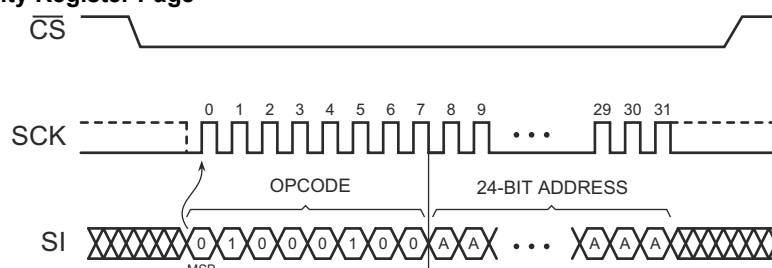 ity Register Page
CS
0 1 2 3 4 5 6 7 8 9 29 30 31
SCK
OPCODE 24-BIT ADDRESS
SI 0 1 0 0 0 1 0 0 A A A A A
MSB